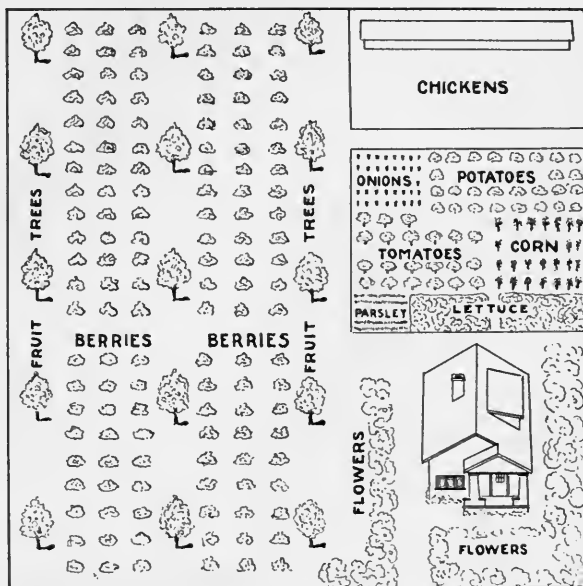 CHICKENS
ONIONS
POTATOES
TOMATOES
CORN
PARSLEY
LETTUCE
FRUIT TREES
BERRIES
BERRIES
FRUIT TREES
FLOWERS
FLOWERS